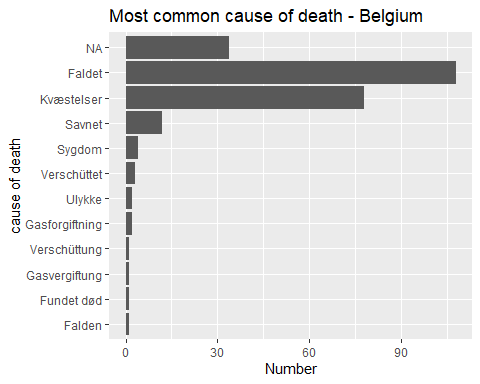 Most common cause of death - Belgium
NA
Faldet
Kvæstelser
Savnet
Sygdom
Verschüttet
Ulykke
Gasforgiftning
Verschüttung
Gasvergiftung
Fundet død
Falden
cause of death
0 30 60 90
Number